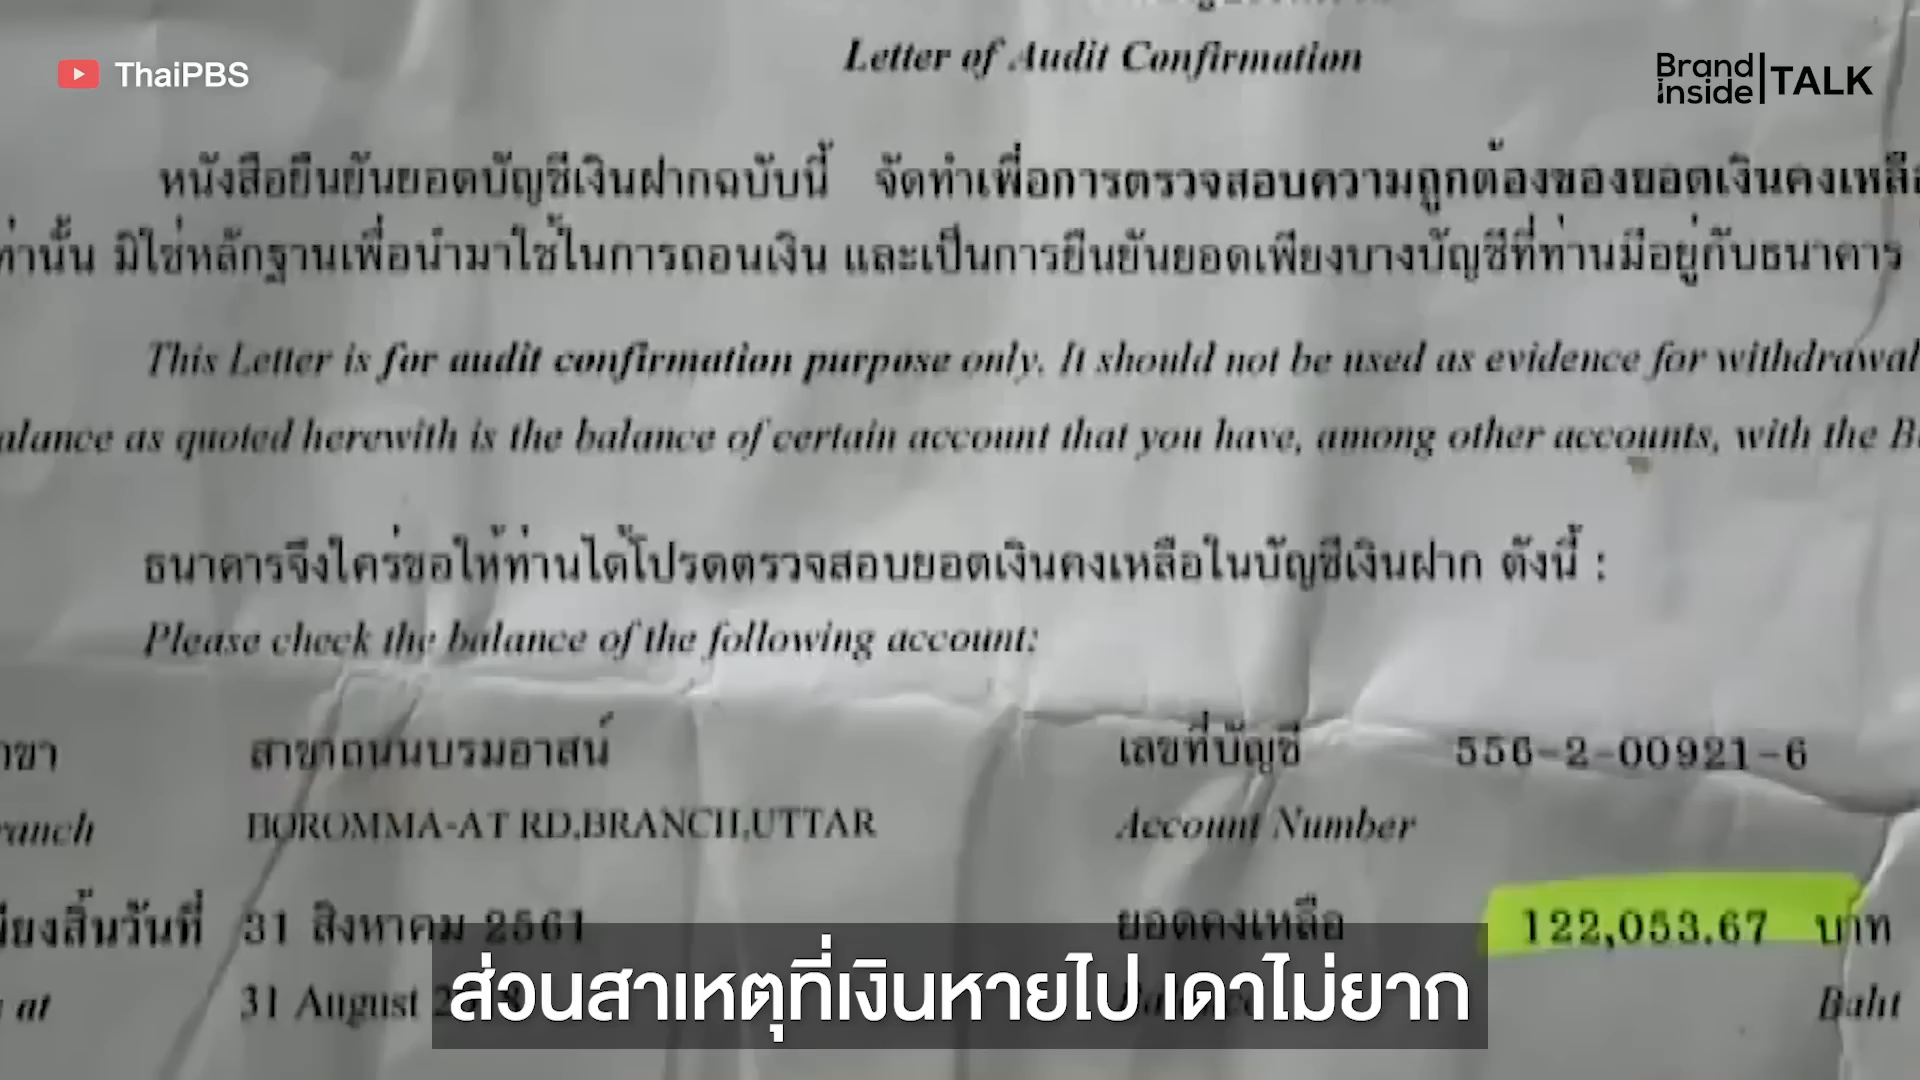 ThaiPBS
Brand Inside TALK
Letter of Audit Confirmation
หนังสือยืนยันยอดบัญชีเงินฝากฉบับนี้ จัดทำเพื่อการตรวจสอบความถูกต้องของยอดเงินคงเหลือ
ท่านั้น มิใช่หลักฐานเพื่อนำมาใช้ในการถอนเงิน และเป็นการยืนยันยอดเพียงบางบัญชีที่ท่านมีอยู่กับธนาคาร
This Letter is for audit confirmation purpose only. It should not be used as evidence for withdrawal
alance as quoted herewith is the balance of certain account that you have, among other accounts, with the
ธนาคารจึงใคร่ขอให้ท่านได้โปรดตรวจสอบยอดเงินคงเหลือในบัญชีเงินฝาก ดังนี้ :
Please check the balance of the following account:
าขา สาขาถนนบรมอาสน์ เลขที่บัญชี 556-2-00921-6
ranch BOROMMA-AT RD,BRANCH,UTTAR Account Number
พียงสิ้นวันที่ 31 สิงหาคม 2561 ยอดคงเหลือ 122,053.67 บาท
at 31 August Baht
ส่วนสาเหตุที่เงินหายไป เดาไม่ยาก